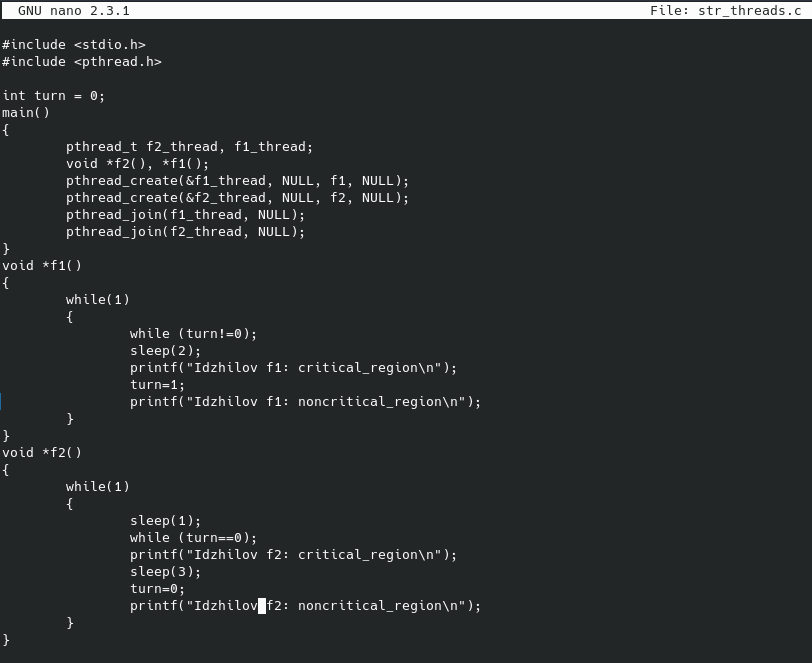 GNU nano 2.3.1 File: str_threads.c
#include <stdio.h>
#include <pthread.h>
int turn = 0;
main()
{
        pthread_t f2_thread, f1_thread;
        void *f2(), *f1();
        pthread_create(&f1_thread, NULL, f1, NULL);
        pthread_create(&f2_thread, NULL, f2, NULL);
        pthread_join(f1_thread, NULL);
        pthread_join(f2_thread, NULL);
}
void *f1()
{
        while(1)
        {
                while (turn!=0);
                sleep(2);
                printf("Idzhilov f1: critical_region\n");
                turn=1;
                printf("Idzhilov f1: noncritical_region\n");
        }
}
void *f2()
{
        while(1)
        {
                sleep(1);
                while (turn==0);
                printf("Idzhilov f2: critical_region\n");
                sleep(3);
                turn=0;
                printf("Idzhilov f2: noncritical_region\n");
        }
}